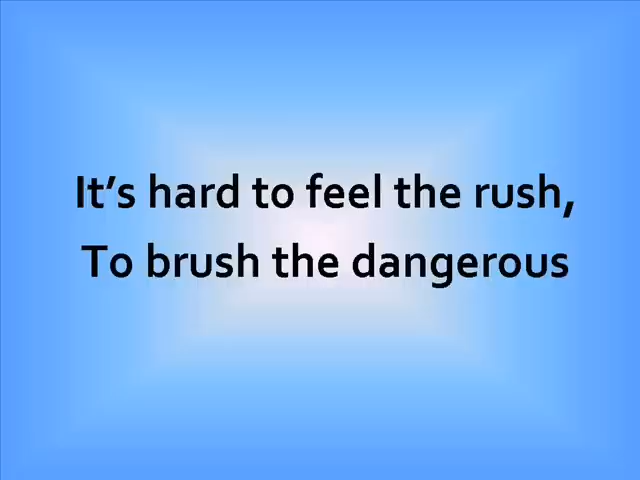 It’s hard to feel the rush,
To brush the dangerous